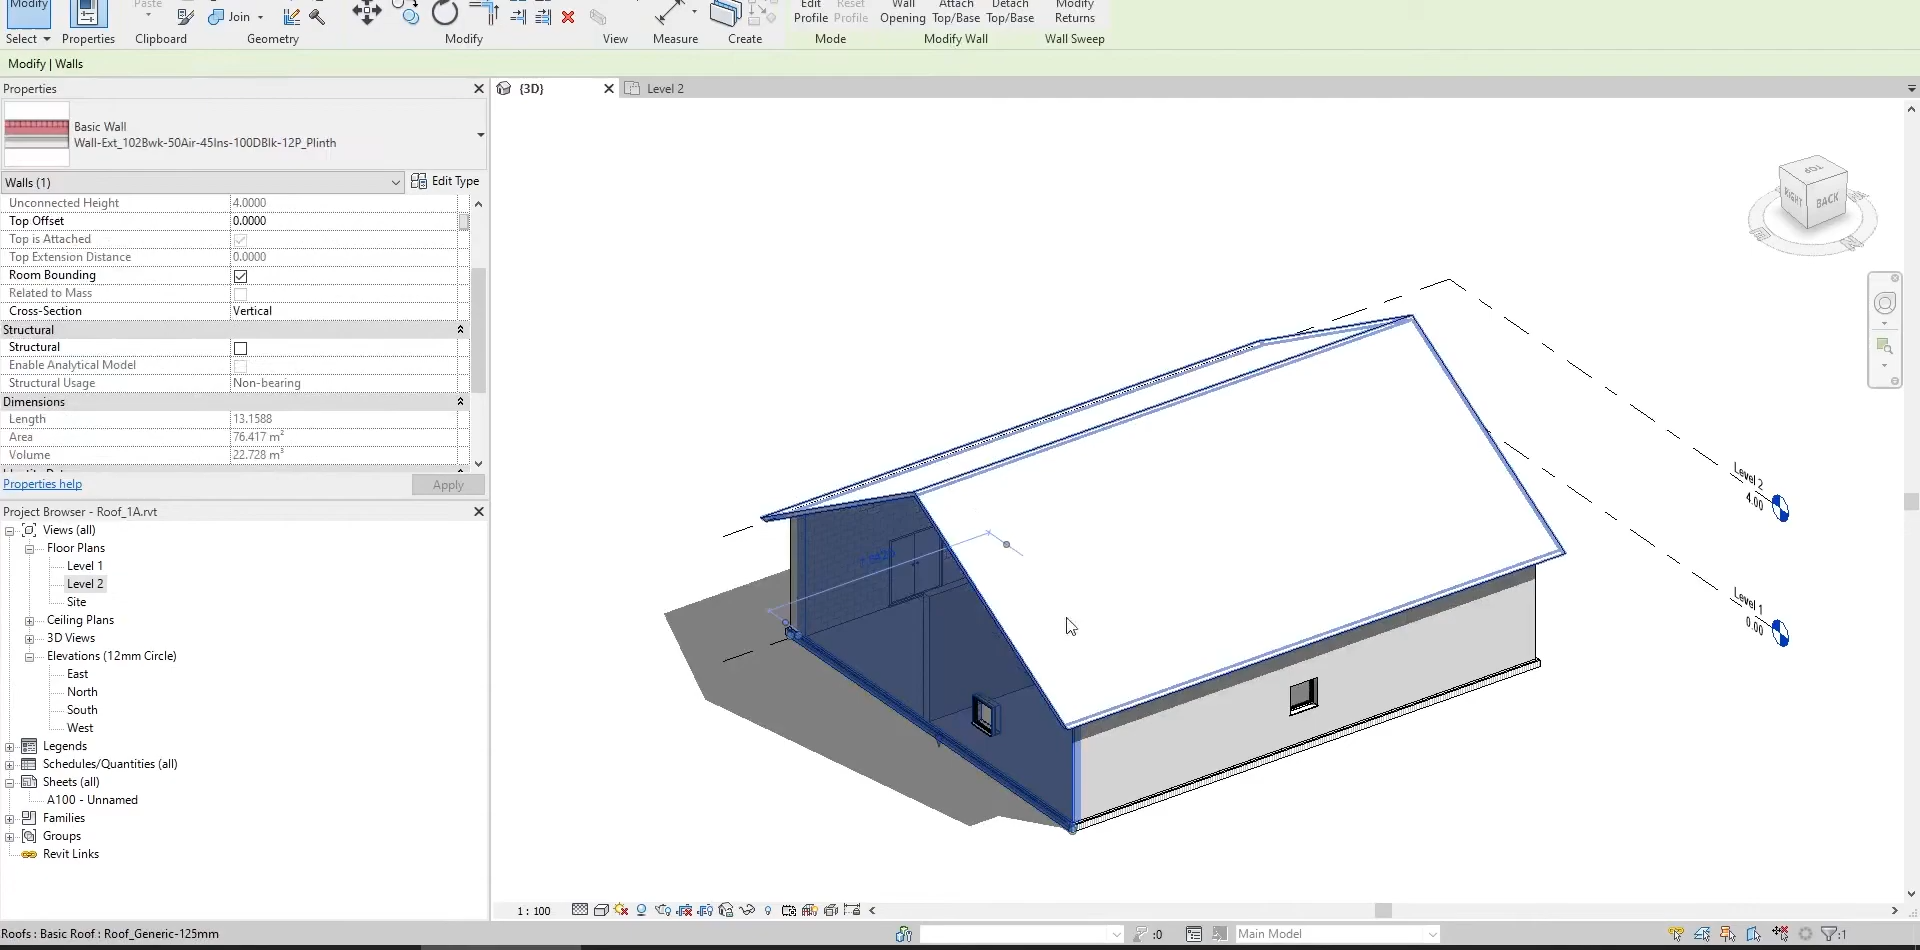 Modify
Paste
Join
Edit
Profile
Reset
Profile
Wall
Opening
Attach
Top/Base
Detach
Top/Base
Modify
Returns
Select
Properties
Clipboard
Geometry
Modify
View
Measure
Create
Mode
Modify Wall
Wall Sweep
Modify | Walls
Properties
{3D}
Level 2
Basic Wall
Wall-Ext_102Bwk-50Air-45Ins-100DBlk-12P_Plinth
Walls (1)
Edit Type
Unconnected Height 4.0000
Top Offset 0.0000
Top is Attached
Top Extension Distance 0.0000
Room Bounding
Related to Mass
Cross-Section Vertical
Structural
Structural
Enable Analytical Model
Structural Usage Non-bearing
Dimensions
Length 13.1588
Area 76.417 m²
Volume 22.728 m³
Properties help
Apply
Project Browser - Roof_1A.rvt
Views (all)
Floor Plans
Level 1
Level 2
Site
Ceiling Plans
3D Views
Elevations (12mm Circle)
East
North
South
West
Legends
Schedules/Quantities (all)
Sheets (all)
A100 - Unnamed
Families
Groups
Revit Links
TOP
RIGHT
BACK
Level 2
4.00
Level 1
0.00
1 : 100
Roofs : Basic Roof : Roof_Generic-125mm
:0
Main Model
:1